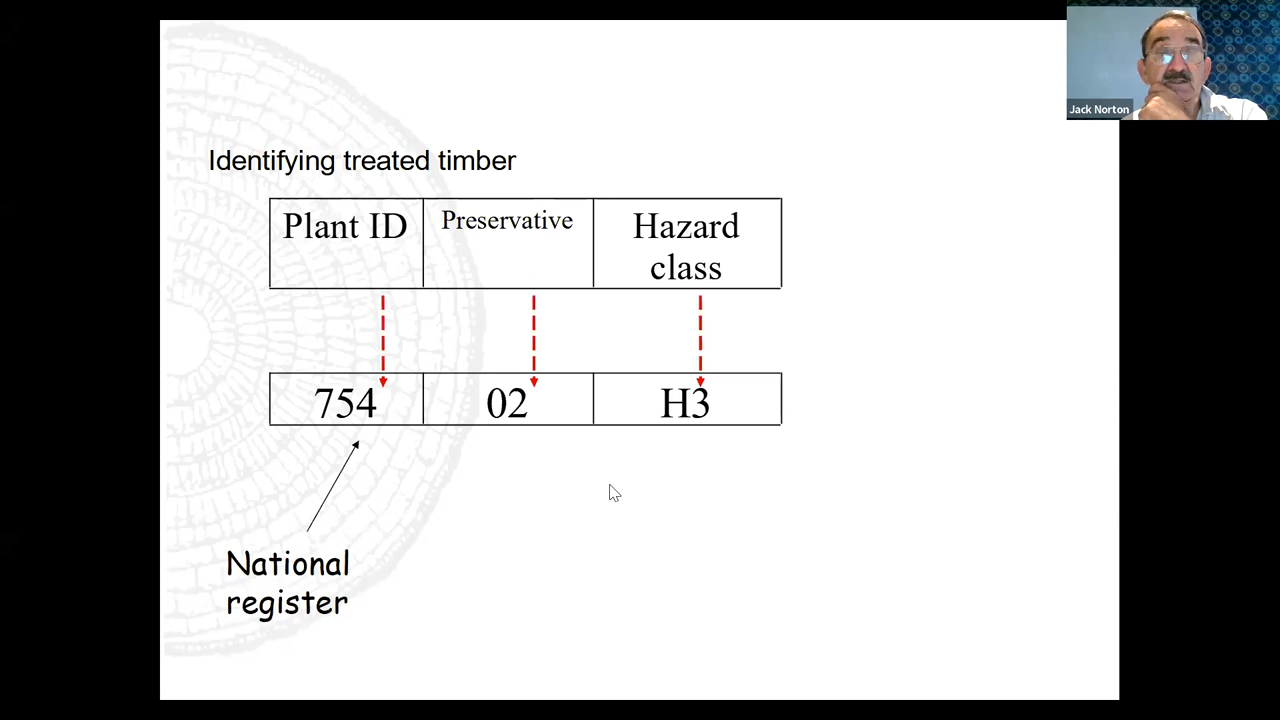 Jack Norton
Identifying treated timber
Plant ID Preservative Hazard
class
754 02 H3
National
register